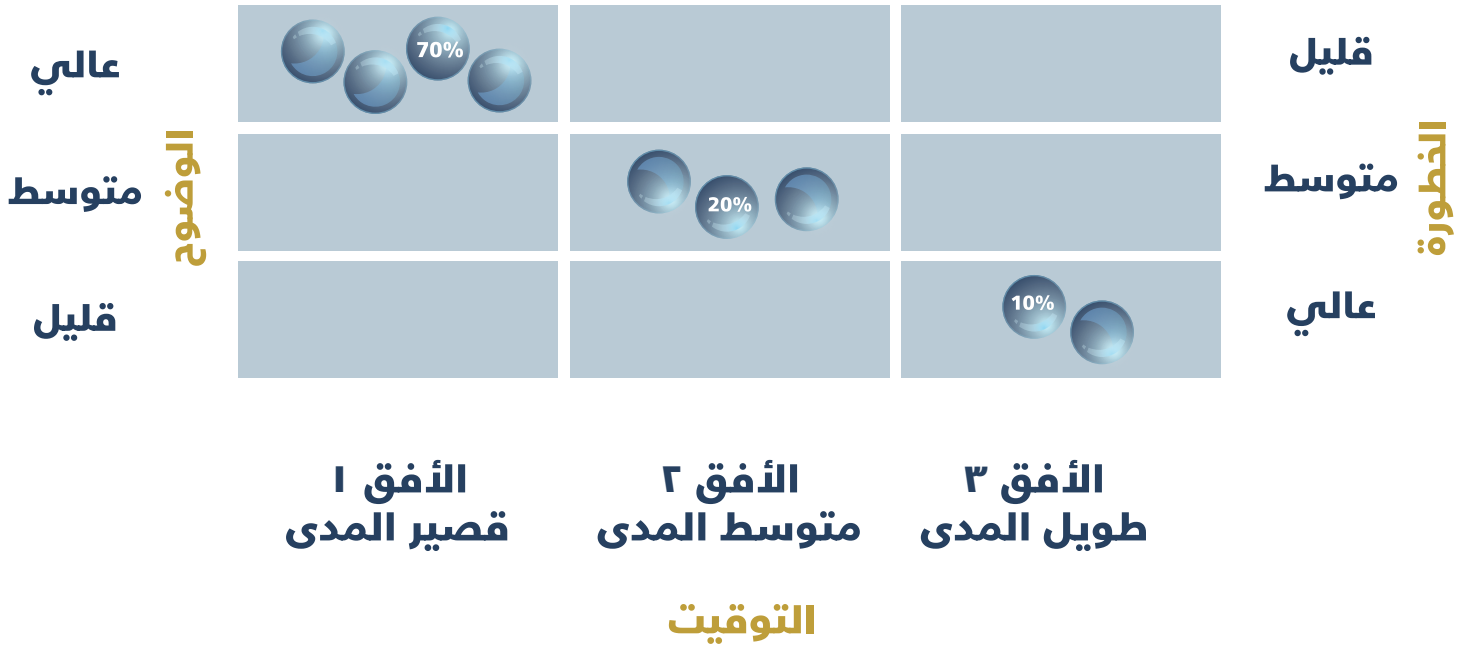 عالي
70%
قليل
الوضوح
متوسط
20%
متوسط
الخطورة
قليل
10%
عالي
الأفق ١
قصير المدى
الأفق ٢
متوسط المدى
الأفق ٣
طويل المدى
التوقيت